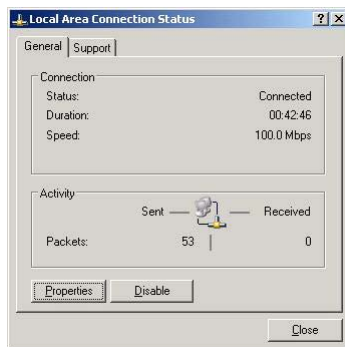 Local Area Connection Status
General Support
Connection
Status: Connected
Duration: 00:42:46
Speed: 100.0 Mbps
Activity
Sent Received
Packets: 53 0
Properties Disable
Close